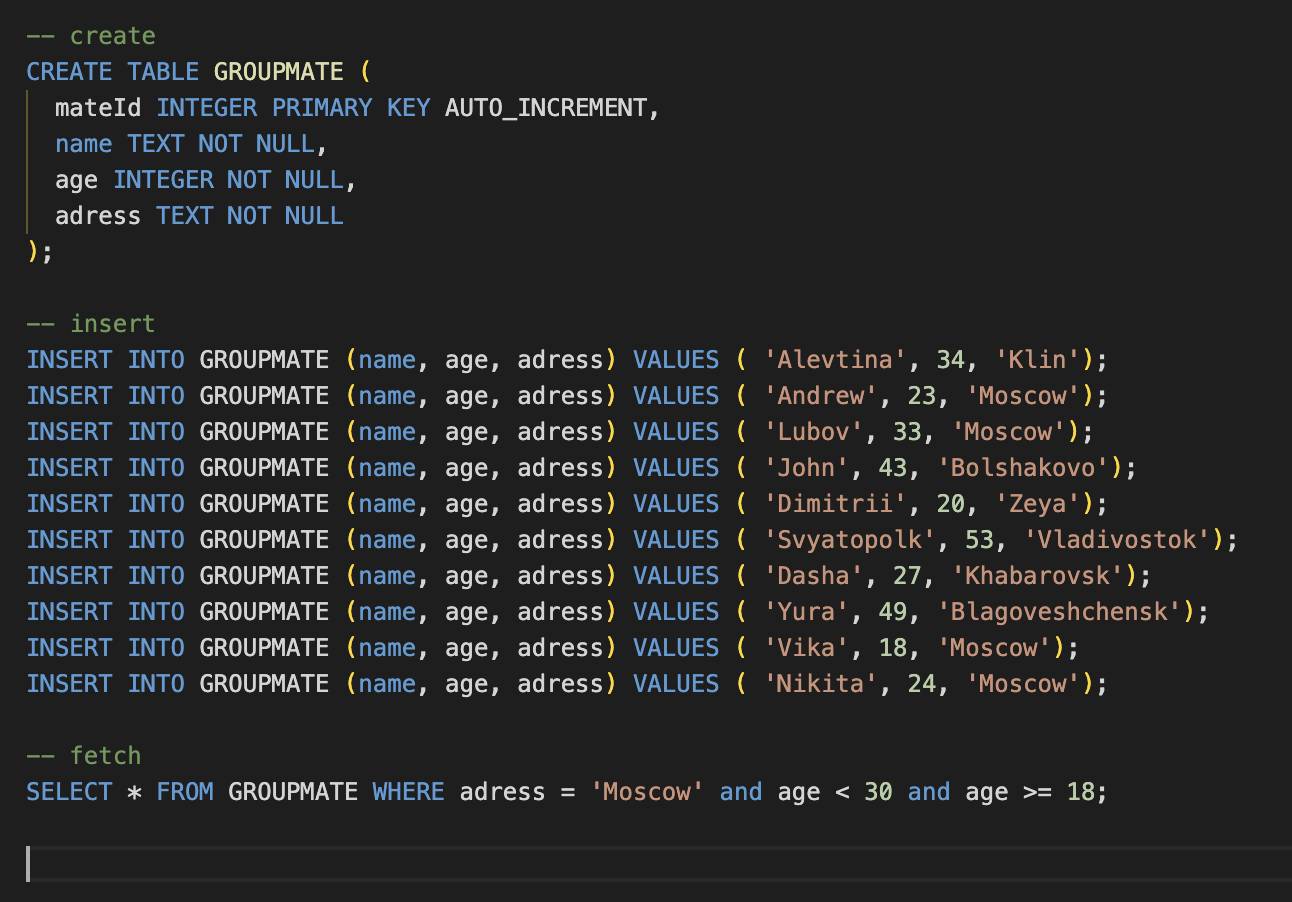 -- create
CREATE TABLE GROUPMATE (
  mateId INTEGER PRIMARY KEY AUTO_INCREMENT,
  name TEXT NOT NULL,
  age INTEGER NOT NULL,
  adress TEXT NOT NULL
);

-- insert
INSERT INTO GROUPMATE (name, age, adress) VALUES ( 'Alevtina', 34, 'Klin');
INSERT INTO GROUPMATE (name, age, adress) VALUES ( 'Andrew', 23, 'Moscow');
INSERT INTO GROUPMATE (name, age, adress) VALUES ( 'Lubov', 33, 'Moscow');
INSERT INTO GROUPMATE (name, age, adress) VALUES ( 'John', 43, 'Bolshakovo');
INSERT INTO GROUPMATE (name, age, adress) VALUES ( 'Dimitrii', 20, 'Zeya');
INSERT INTO GROUPMATE (name, age, adress) VALUES ( 'Svyatopolk', 53, 'Vladivostok');
INSERT INTO GROUPMATE (name, age, adress) VALUES ( 'Dasha', 27, 'Khabarovsk');
INSERT INTO GROUPMATE (name, age, adress) VALUES ( 'Yura', 49, 'Blagoveshchensk');
INSERT INTO GROUPMATE (name, age, adress) VALUES ( 'Vika', 18, 'Moscow');
INSERT INTO GROUPMATE (name, age, adress) VALUES ( 'Nikita', 24, 'Moscow');

-- fetch
SELECT * FROM GROUPMATE WHERE adress = 'Moscow' and age < 30 and age >= 18;